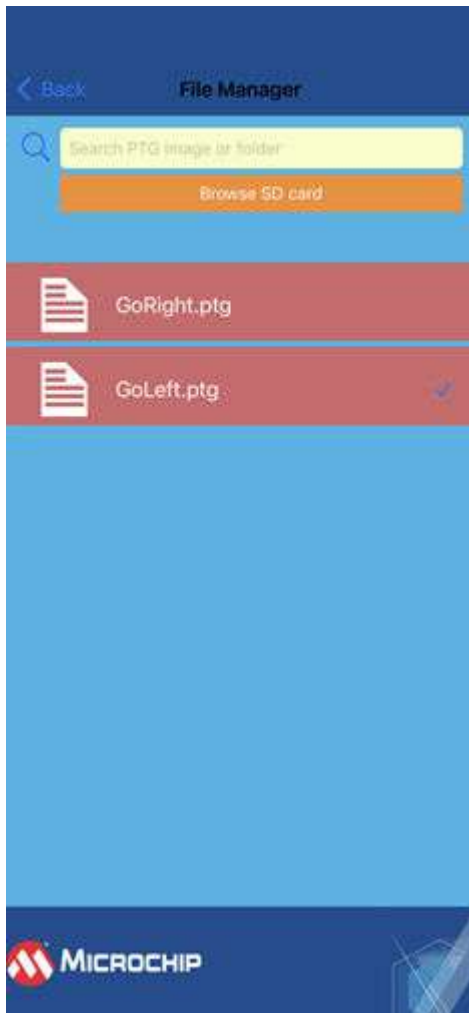 Back
File Manager
Search PTG image or folder
Browse SD card
GoRight.ptg
GoLeft.ptg
MICROCHIP